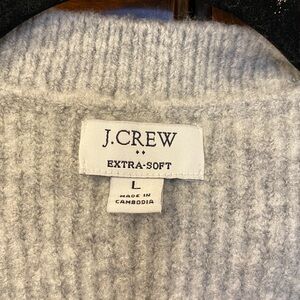 J.CREW
EXTRA-SOFT
L
MADE IN
CAMBODIA